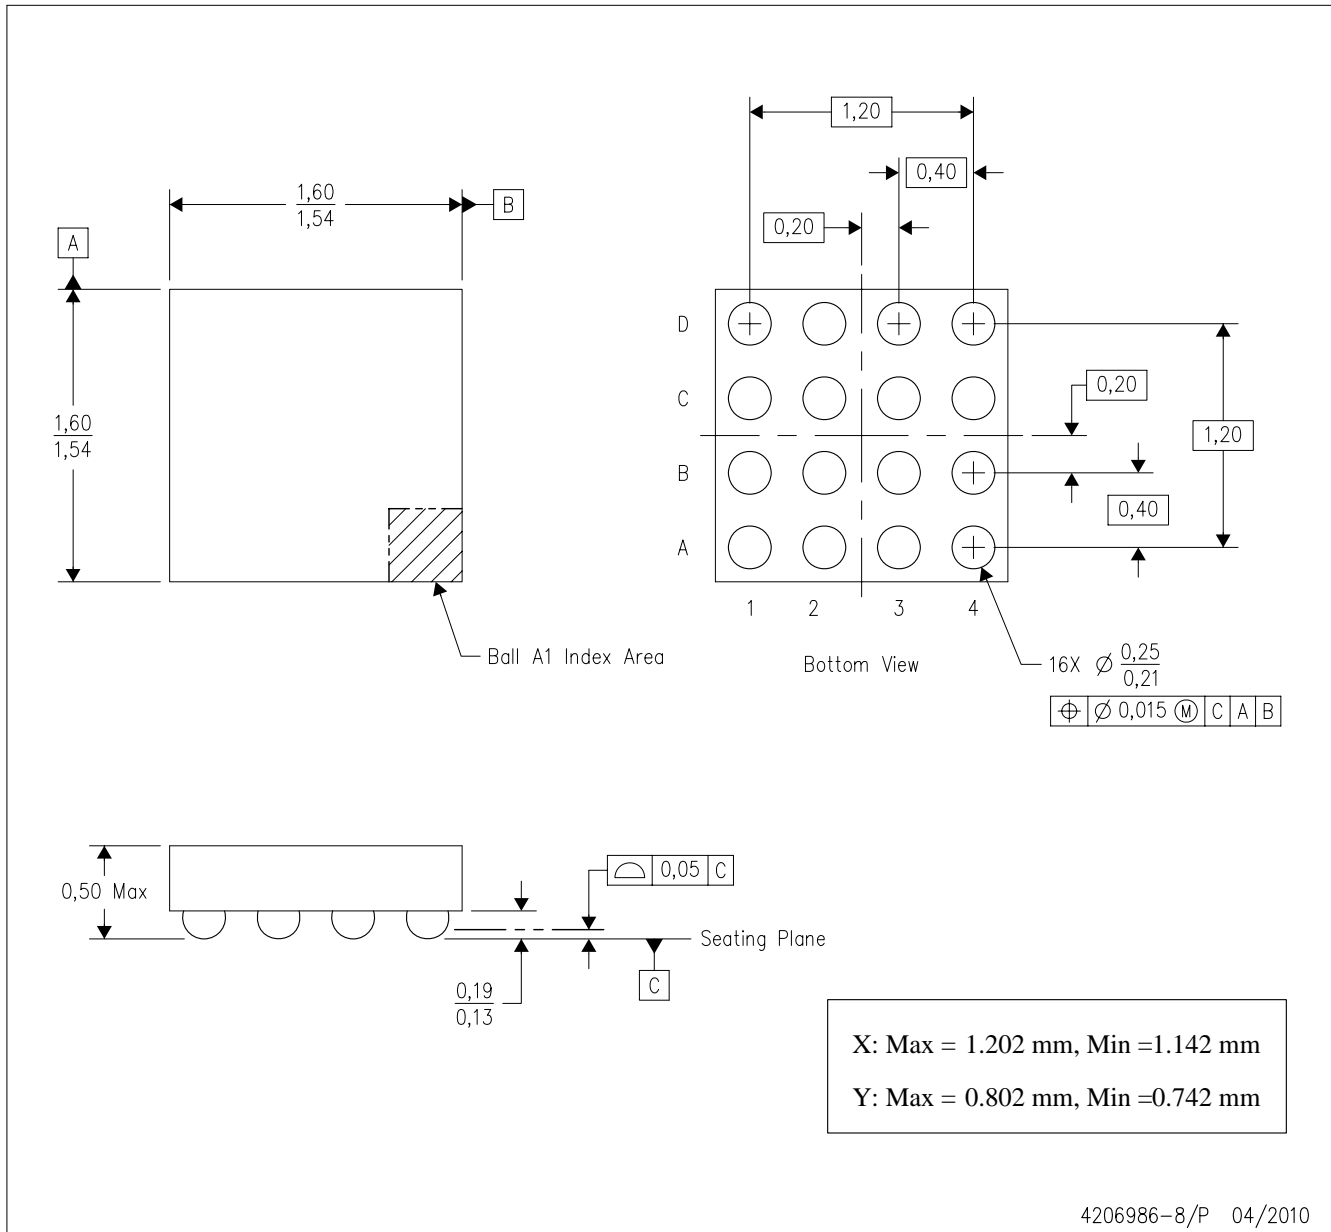 1,20
0,40
0,20
1,60
1,54
B
A
1,60
1,54
D
C
B
A
0,20
1,20
0,40
1 2 3 4
Ball A1 Index Area
Bottom View
16X Ø 0,25
0,21
⌖ Ø 0,015 Ⓜ C A B
0,50 Max
⌓ 0,05 C
Seating Plane
C
0,19
0,13
X: Max = 1.202 mm, Min =1.142 mm
Y: Max = 0.802 mm, Min =0.742 mm
4206986-8/P 04/2010